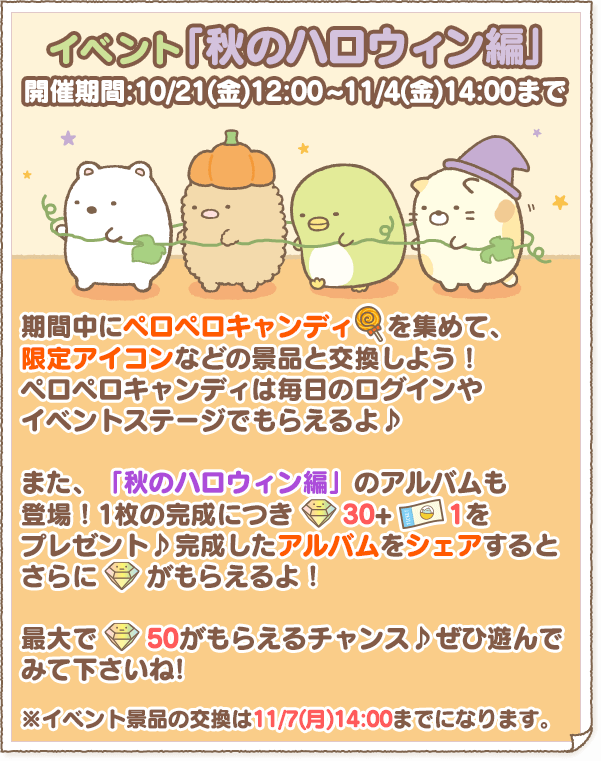 イベント「秋のハロウィン編」
開催期間:10/21(金)12:00~11/4(金)14:00まで
期間中にペロペロキャンディを集めて、
限定アイコンなどの景品と交換しよう！
ペロペロキャンディは毎日のログインや
イベントステージでもらえるよ♪
また、「秋のハロウィン編」のアルバムも
登場！1枚の完成につき30+1を
プレゼント♪完成したアルバムをシェアすると
さらにがもらえるよ！
最大で50がもらえるチャンス♪ぜひ遊んで
みて下さいね!
※イベント景品の交換は11/7(月)14:00までになります。